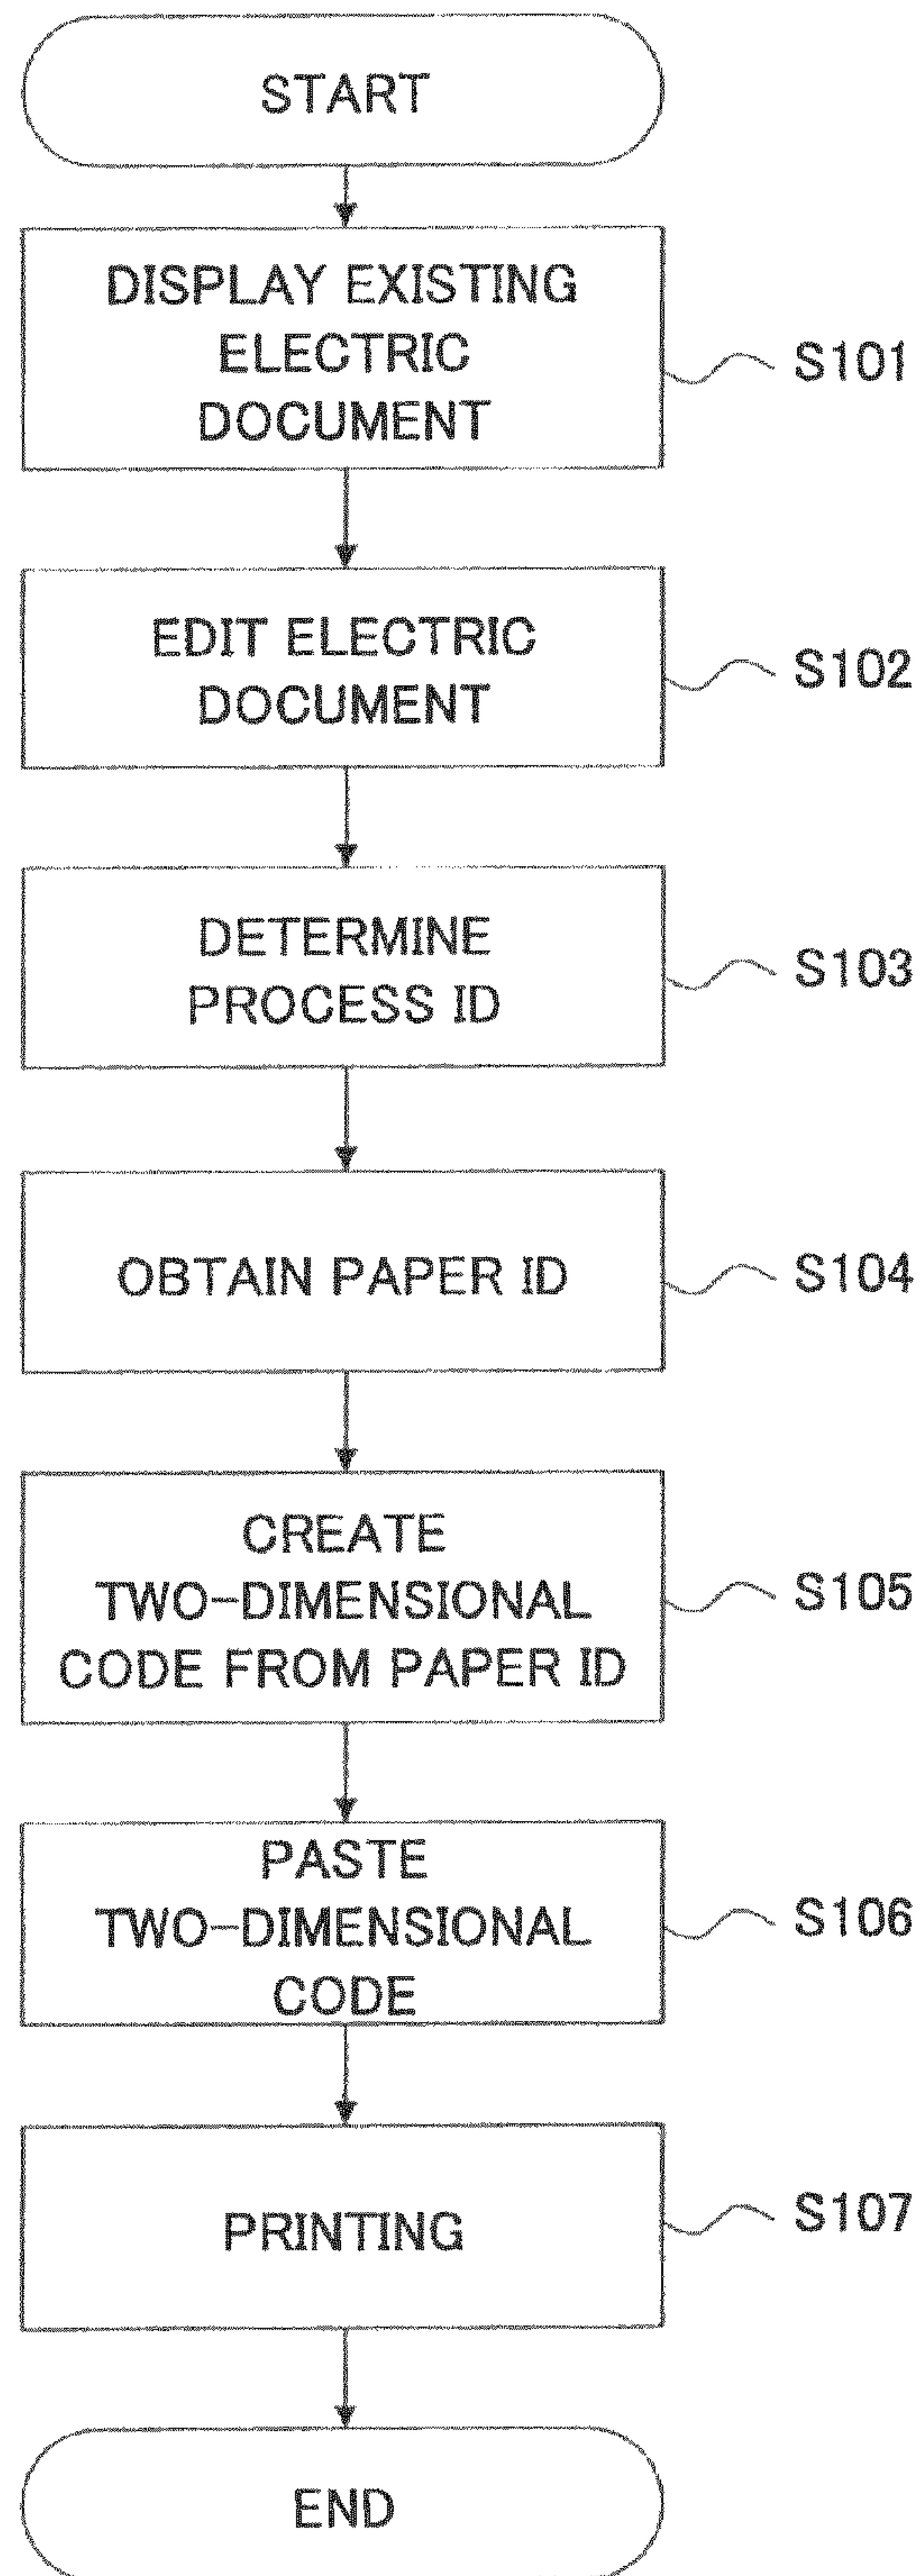 START
DISPLAY EXISTING
ELECTRIC
DOCUMENT
S101
EDIT ELECTRIC
DOCUMENT
S102
DETERMINE
PROCESS ID
S103
OBTAIN PAPER ID
S104
CREATE
TWO-DIMENSIONAL
CODE FROM PAPER ID
S105
PASTE
TWO-DIMENSIONAL
CODE
S106
PRINTING
S107
END